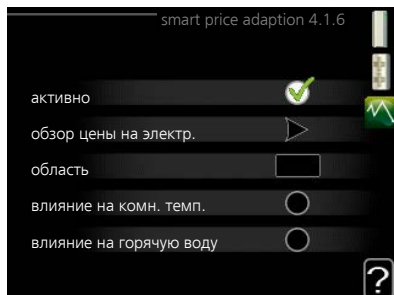 smart price adaption 4.1.6
активно
обзор цены на электр.
область
влияние на комн. темп.
влияние на горячую воду
?